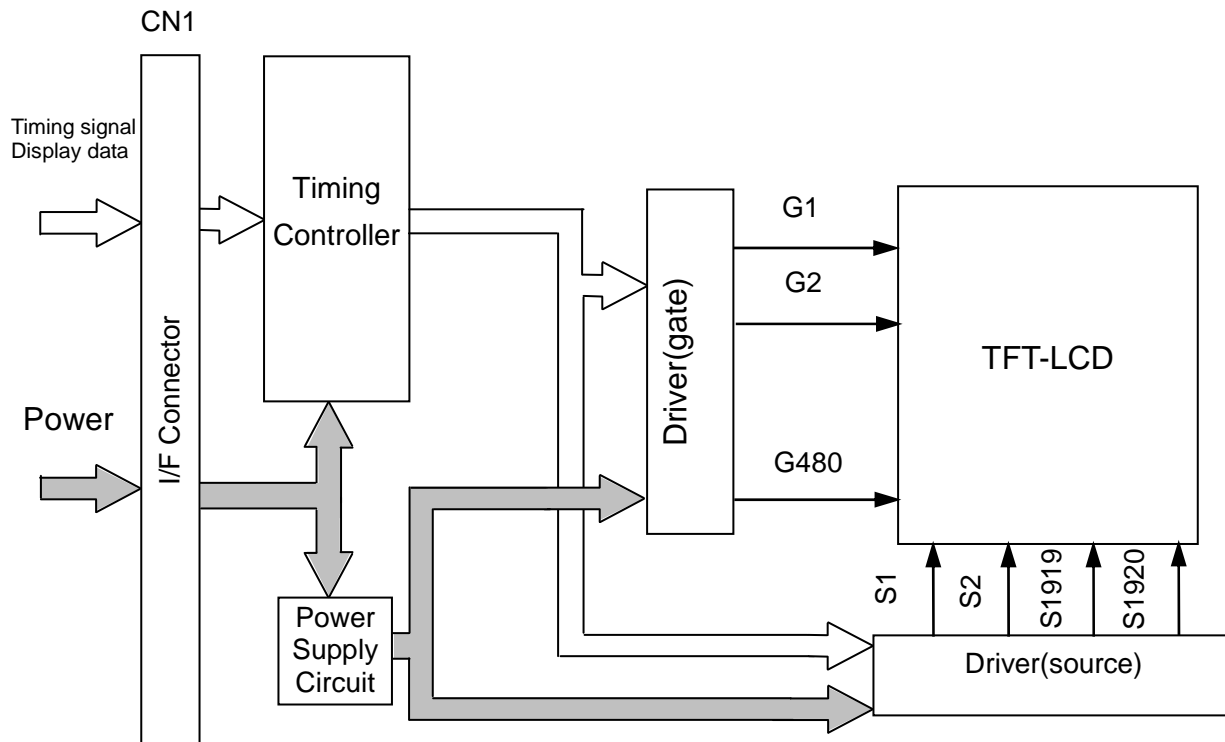 CN1
Timing signal
Display data
Power
I/F Connector
Timing
Controller
Power
Supply
Circuit
Driver(gate)
G1
G2
G480
TFT-LCD
S1
S2
S1919
S1920
Driver(source)